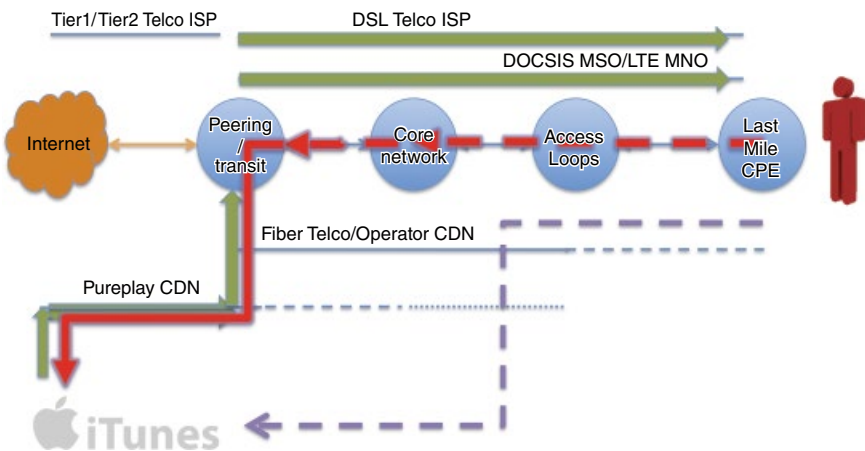 Tier1/Tier2 Telco ISP
DSL Telco ISP
DOCSIS MSO/LTE MNO
Internet
Peering
/
transit
Core
network
Access
Loops
Last
Mile
CPE
Fiber Telco/Operator CDN
Pureplay CDN
iTunes